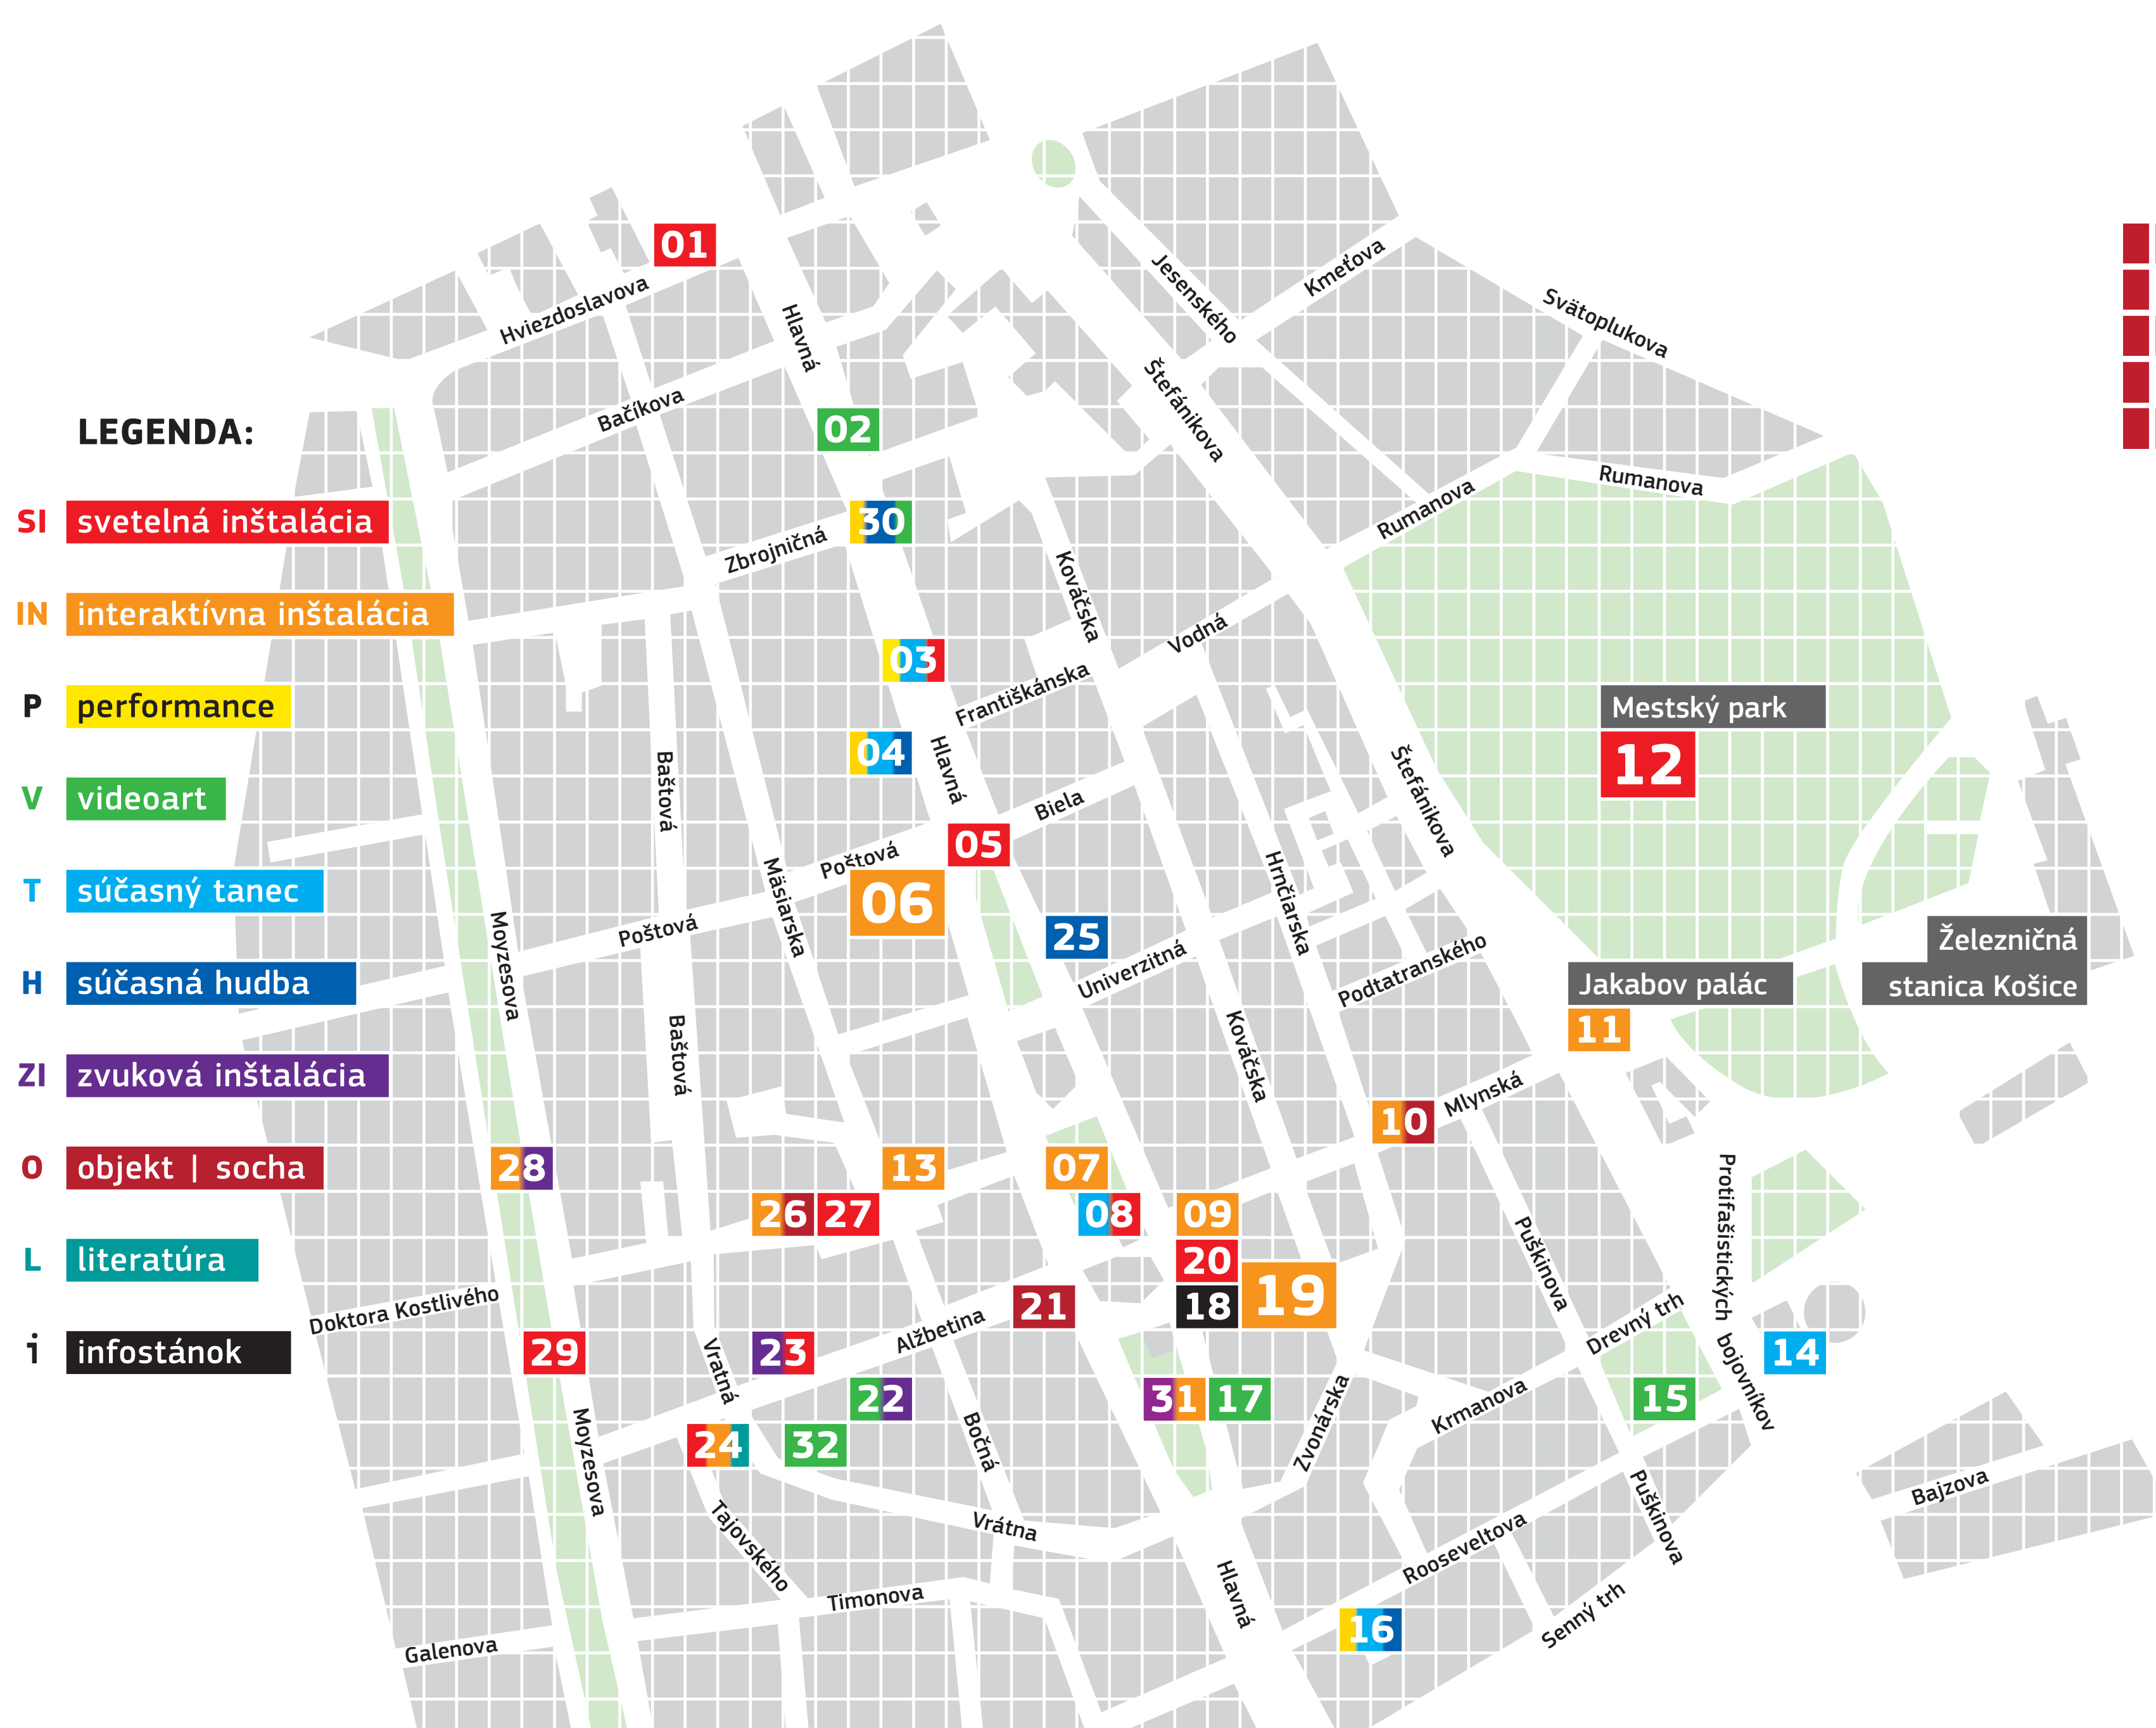 01
Hviezdoslavova
Hlavná
Jesenského
Kmeťova
Svätoplukova
Bačíkova
Štefánikova
LEGENDA:
02
Rumanova
Rumanova
SI svetelná inštalácia
30
Zbrojničná
Kováčska
IN interaktívna inštalácia
Vodná
03
Františkánska
P performance
Mestský park
04
Hlavná
12
Baštová
Štefánikova
V videoart
Biela
05
Poštová
Mäsiarska
Hrnčiarska
T súčasný tanec
06
Poštová
25
Moyzesova
Univerzitná
Podtatranského
Železničná
stanica Košice
H súčasná hudba
Jakabov palác
11
Baštová
Kováčska
ZI zvuková inštalácia
Mlynská
10
O objekt | socha
28
13
07
26
27
08
09
Protifašistických bojovníkov
Puškinova
L literatúra
20
19
Doktora Kostlivého
21
18
Alžbetina
Drevný trh
i infostánok
29
Vratná
23
14
22
31
17
Zvonárska
Krmanova
15
24
32
Bočná
Moyzesova
Bajzova
Tajovského
Vrátna
Rooseveltova
Puškinova
Hlavná
Timonova
Senný trh
16
Galenova